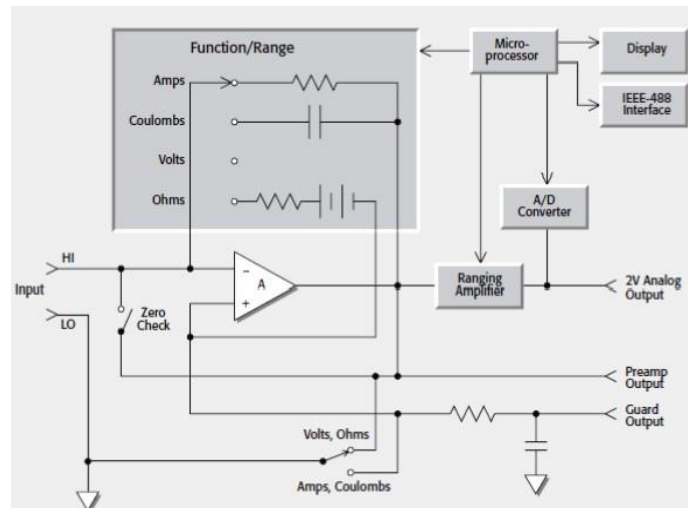 Function/Range
Amps
Coulombs
Volts
Ohms
Micro-
processor
Display
IEEE-488
Interface
A/D
Converter
HI
Input
LO
Zero
Check
−
A
+
Ranging
Amplifier
2V Analog
Output
Preamp
Output
Guard
Output
Volts, Ohms
Amps, Coulombs